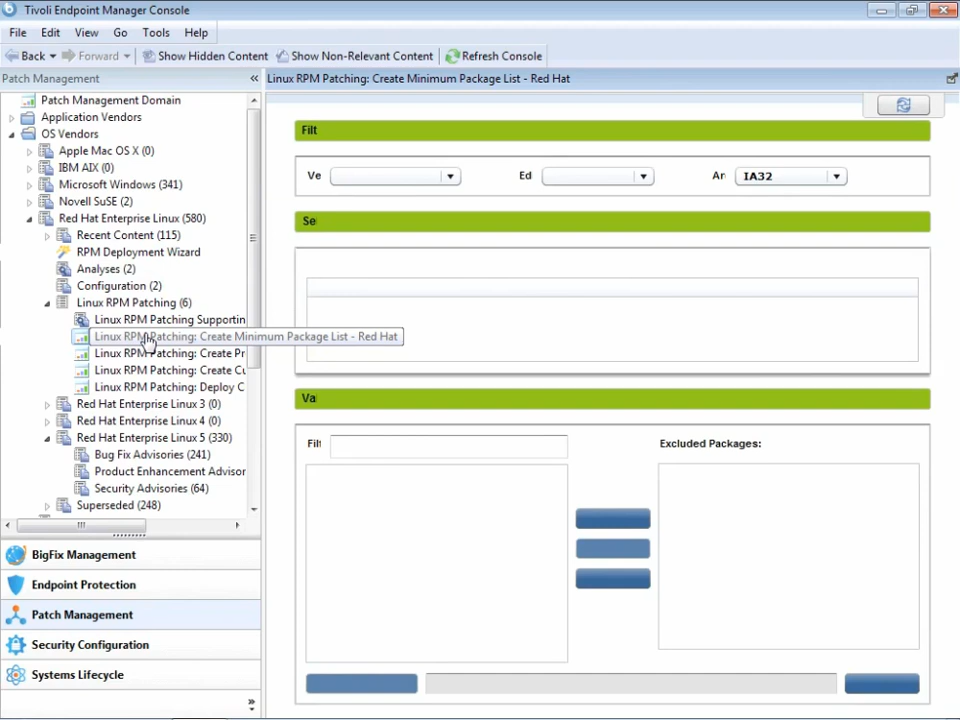 Tivoli Endpoint Manager Console
File Edit View Go Tools Help
Back Forward Show Hidden Content Show Non-Relevant Content Refresh Console
Patch Management «
Linux RPM Patching: Create Minimum Package List - Red Hat
Patch Management Domain
Application Vendors
OS Vendors
Apple Mac OS X (0)
IBM AIX (0)
Microsoft Windows (341)
Novell SuSE (2)
Red Hat Enterprise Linux (580)
Recent Content (115)
RPM Deployment Wizard
Analyses (2)
Configuration (2)
Linux RPM Patching (6)
Linux RPM Patching Supportin
Linux RPM Patching: Create Minimum Package List - Red Hat
Linux RPM Patching: Create Pr
Linux RPM Patching: Create Cu
Linux RPM Patching: Deploy C
Red Hat Enterprise Linux 3 (0)
Red Hat Enterprise Linux 4 (0)
Red Hat Enterprise Linux 5 (330)
Bug Fix Advisories (241)
Product Enhancement Advisor
Security Advisories (64)
Superseded (248)
BigFix Management
Endpoint Protection
Patch Management
Security Configuration
Systems Lifecycle
»
Filt
Ve Ed Ar IA32
Se
Va
Filt Excluded Packages: